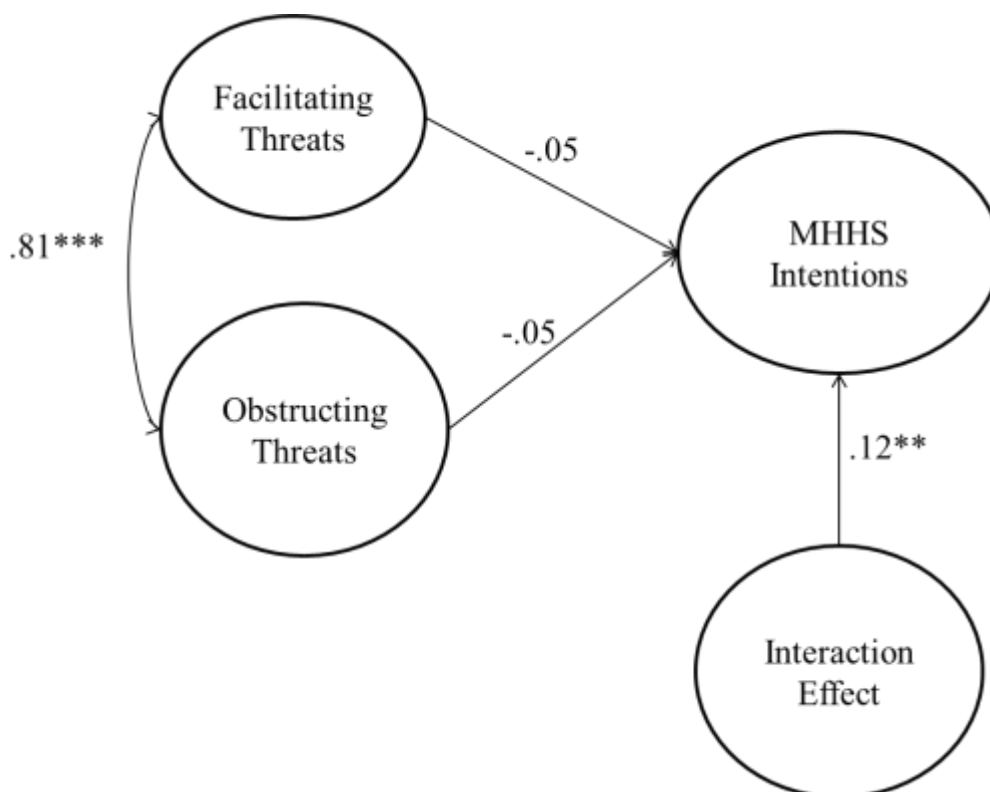 Facilitating
Threats
-.05
.81***
MHHS
Intentions
-.05
Obstructing
Threats
.12**
Interaction
Effect